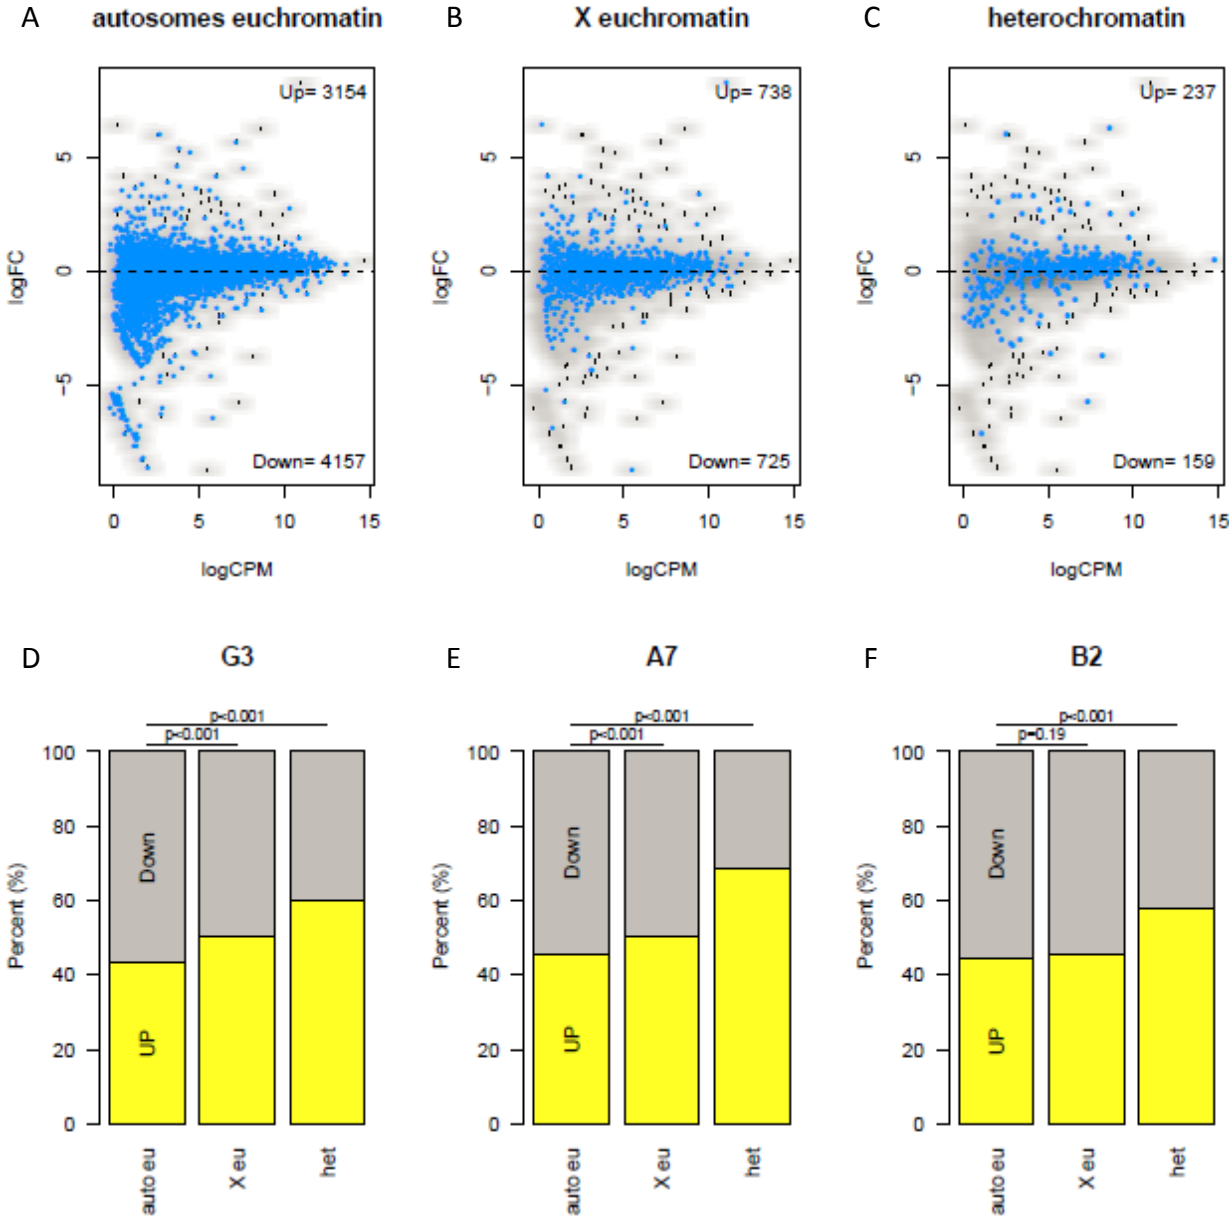 A autosomes euchromatin
B X euchromatin
C heterochromatin
Up= 3154
Up= 738
Up= 237
5
0
−5
logFC
5
0
−5
logFC
5
0
−5
logFC
Down= 4157
Down= 725
Down= 159
0 5 10 15
0 5 10 15
0 5 10 15
logCPM
logCPM
logCPM
D G3
E A7
F B2
p<0.001
p<0.001
p<0.001
p<0.001
p<0.001
p=0.19
100
80
60
40
20
0
Percent (%)
Down
UP
100
80
60
40
20
0
Percent (%)
Down
UP
100
80
60
40
20
0
Percent (%)
Down
UP
auto eu
X eu
het
auto eu
X eu
het
auto eu
X eu
het